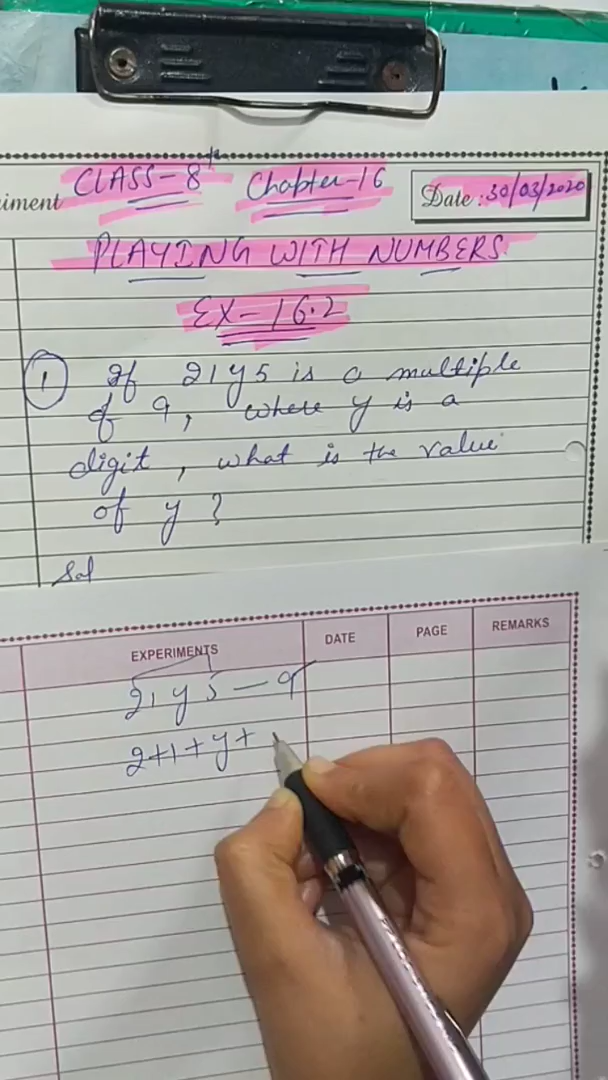 CLASS-8th Chapter-16
iment
Date : 30/03/2020
PLAYING WITH NUMBERS
EX-16.2
1 If 21y5 is a multiple
of 9, where y is a
digit, what is the value
of y?
Sol
EXPERIMENTS DATE PAGE REMARKS
21y5 — 9
2+1+y+